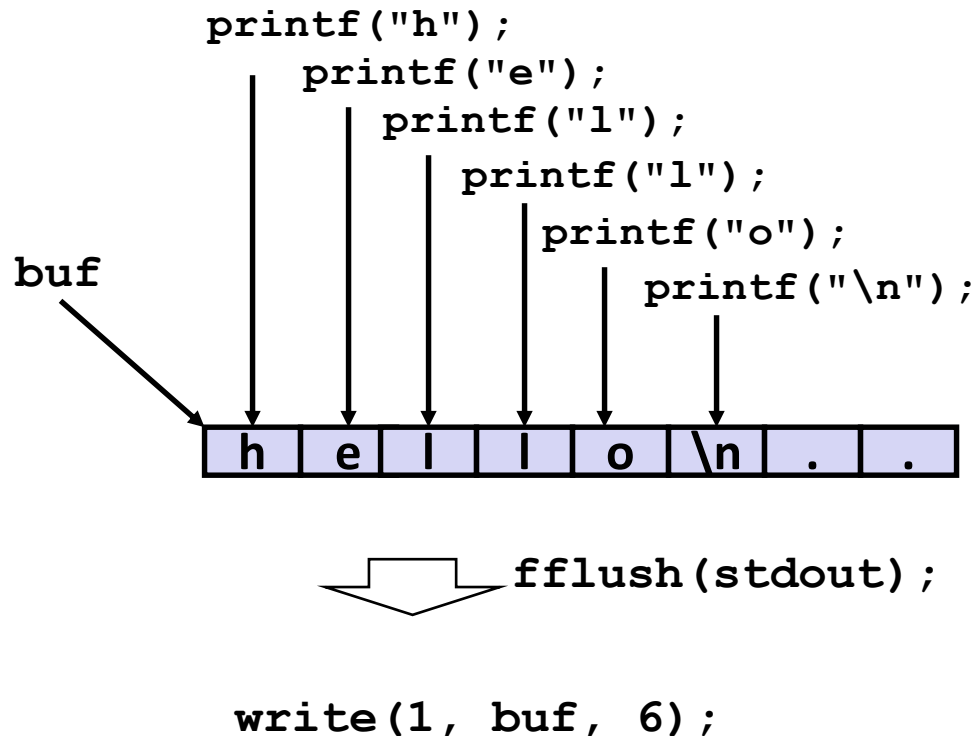 printf("h");
printf("e");
printf("l");
printf("l");
printf("o");
buf
printf("\n");
h e l l o \n . .
fflush(stdout);
write(1, buf, 6);